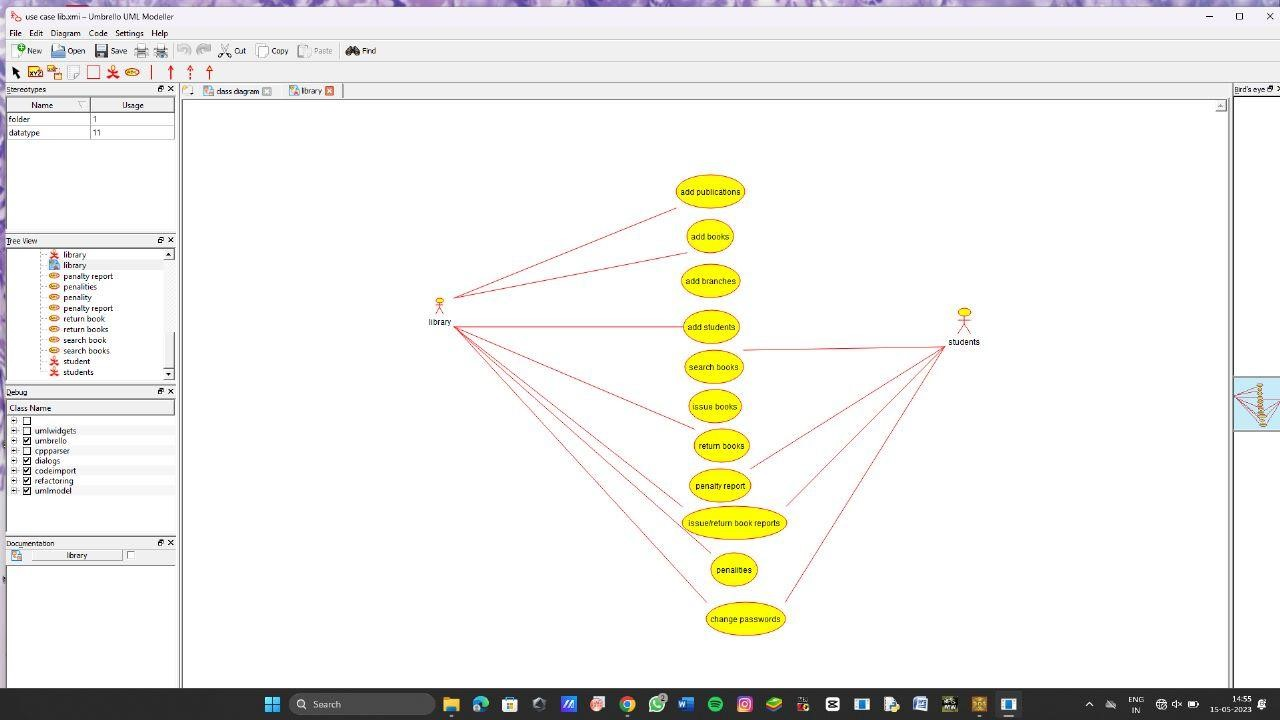 use case lib.xmi – Umbrello UML Modeller
File Edit Diagram Code Settings Help
New Open Save Cut Copy Paste Find
Stereotypes
Name Usage
folder 1
datatype 11
Tree View
library
library
panalty report
penalities
penality
penalty report
return book
return books
search book
search books
student
students
Debug
Class Name
umlwidgets
umbrello
cppparser
dialogs
codeimport
refactoring
umlmodel
Documentation
library
class diagram library
add publications
add books
add branches
library
add students
students
search books
issue books
return books
penalty report
issue/return book reports
penalities
change passwords
Bird's eye
Search
2
ENG
IN
14:55
15-05-2023